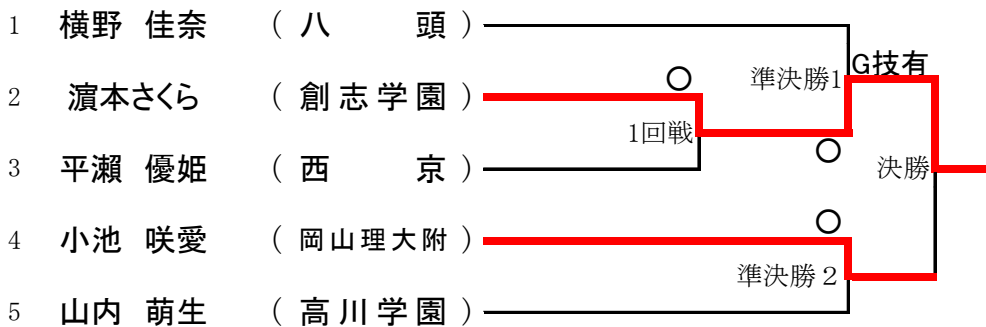 1 横野 佳奈 ( 八 頭 )
G技有
○ 準決勝1
2 濵本さくら ( 創志学園 )
1回戦
○
3 平瀨 優姫 ( 西 京 ) 決勝
○
4 小池 咲愛 ( 岡山理大附 )
準決勝２
5 山内 萌生 ( 高川学園 )